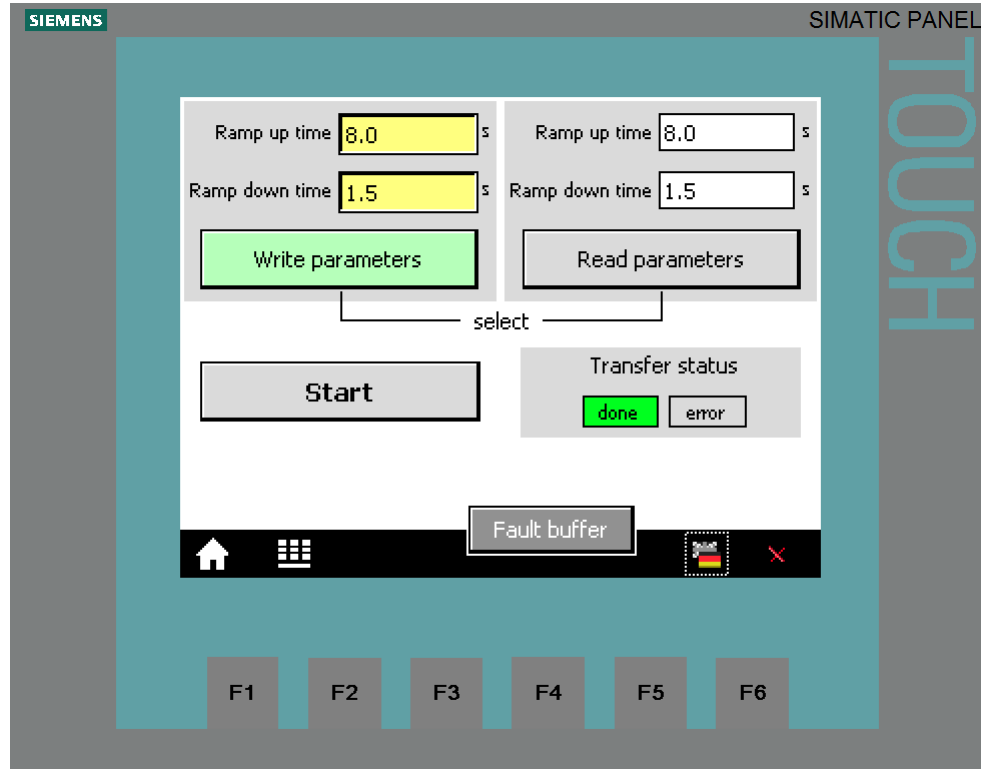 SIEMENS
SIMATIC PANEL
TOUCH
Ramp up time 8.0 s
Ramp down time 1.5 s
Write parameters
Ramp up time 8.0 s
Ramp down time 1.5 s
Read parameters
select
Start
Transfer status
done error
Fault buffer
F1 F2 F3 F4 F5 F6